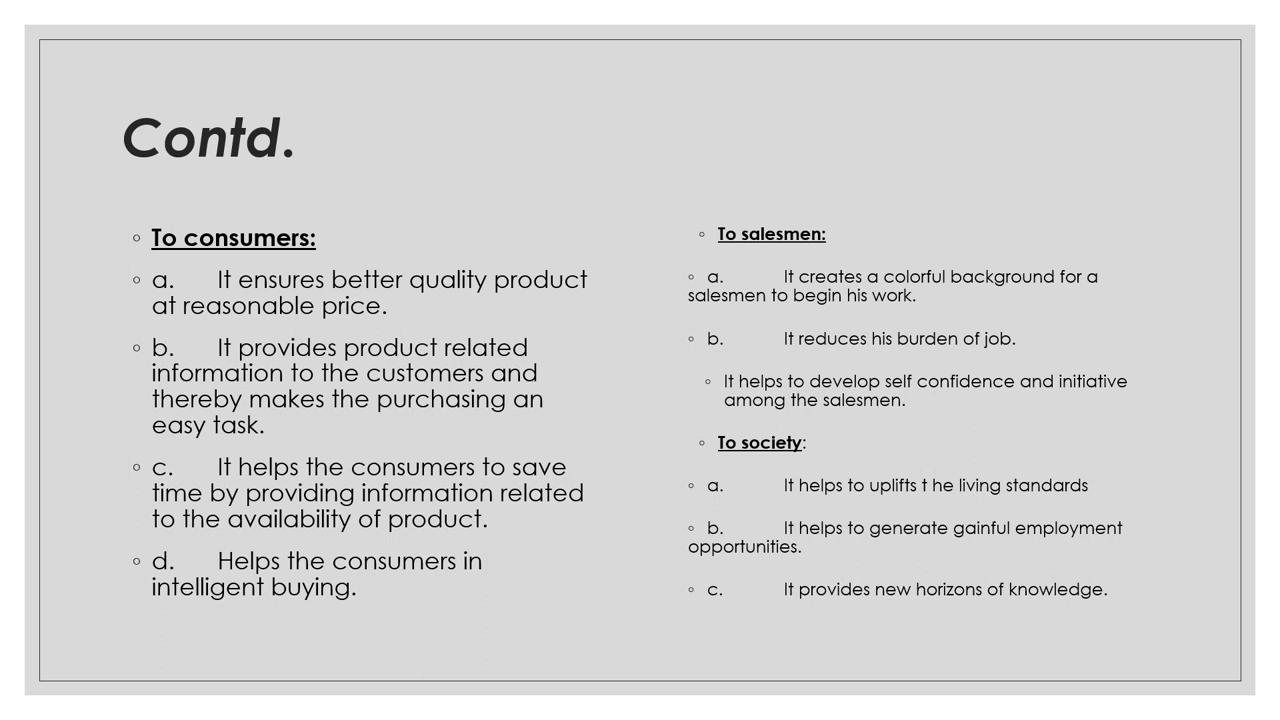 Contd.
◦ To consumers:
◦ a. It ensures better quality product
at reasonable price.
◦ b. It provides product related
information to the customers and
thereby makes the purchasing an
easy task.
◦ c. It helps the consumers to save
time by providing information related
to the availability of product.
◦ d. Helps the consumers in
intelligent buying.
◦ To salesmen:
◦ a. It creates a colorful background for a
salesmen to begin his work.
◦ b. It reduces his burden of job.
◦ It helps to develop self confidence and initiative
among the salesmen.
◦ To society:
◦ a. It helps to uplifts t he living standards
◦ b. It helps to generate gainful employment
opportunities.
◦ c. It provides new horizons of knowledge.